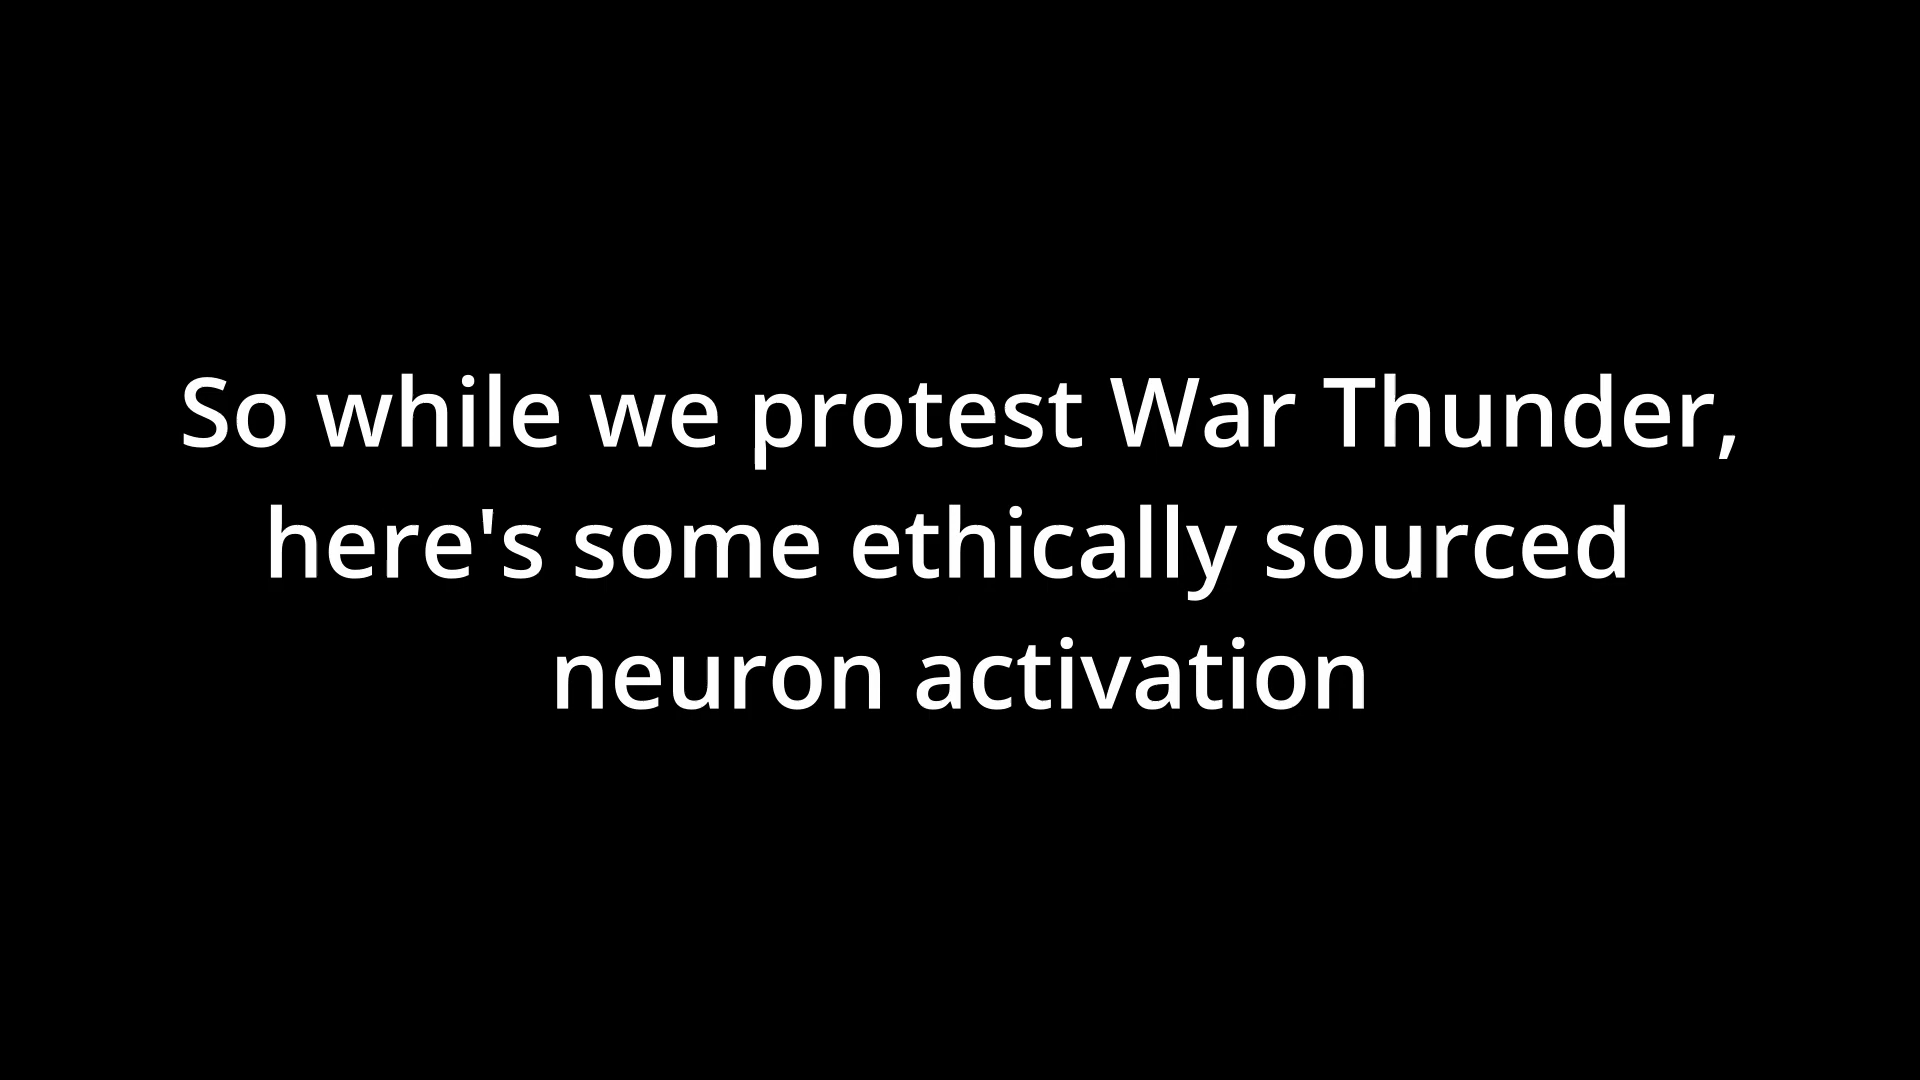 So while we protest War Thunder,
here's some ethically sourced
neuron activation